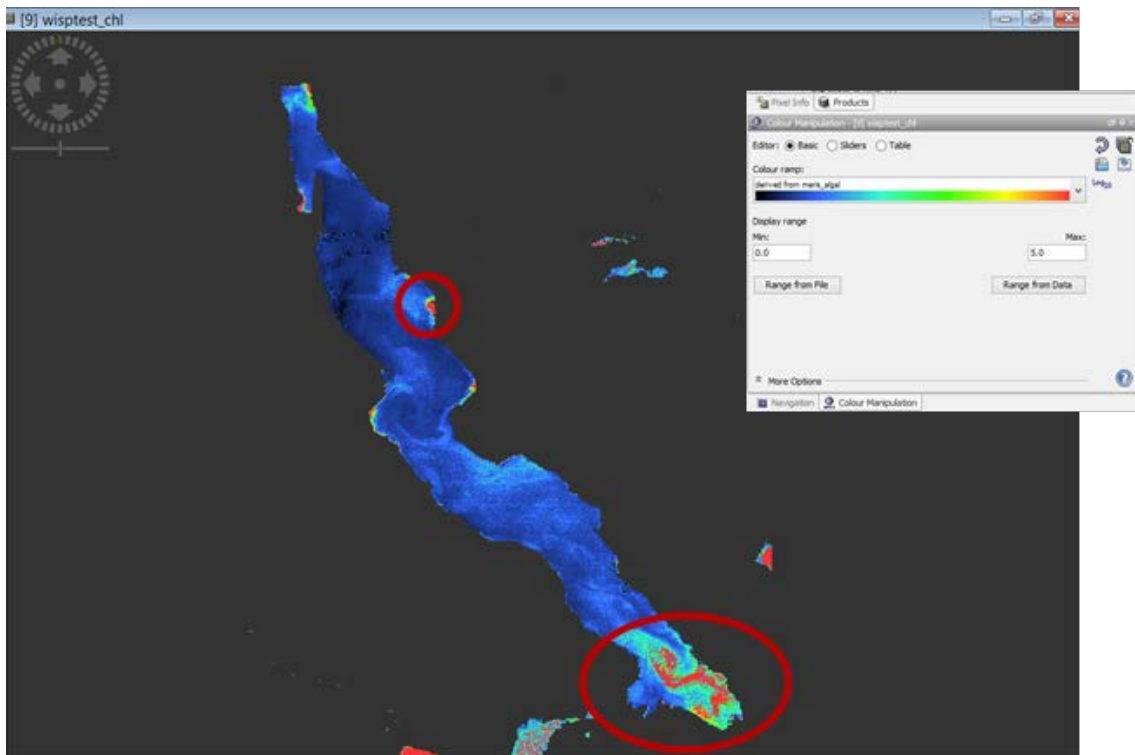 [9] wisptest_chl
Pixel Info Products
Colour Manipulation - [9] wisptest_chl
Editor: Basic Sliders Table
Colour ramp:
derived from meris_algal
Display range
Min: Max:
0.0 5.0
Range from File Range from Data
More Options
Navigation Colour Manipulation